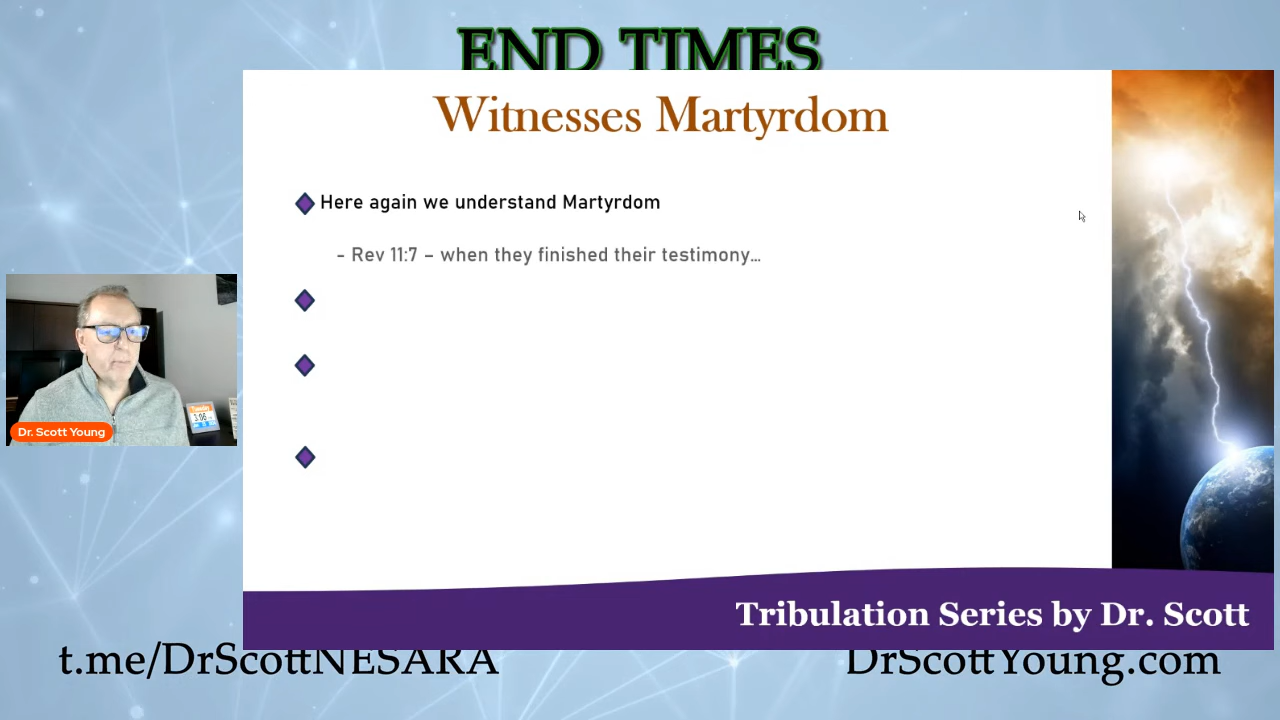 END TIMES
Witnesses Martyrdom
Here again we understand Martyrdom
- Rev 11:7 – when they finished their testimony...
Dr. Scott Young
Tribulation Series by Dr. Scott
t.me/DrScottNESARA
DrScottYoung.com